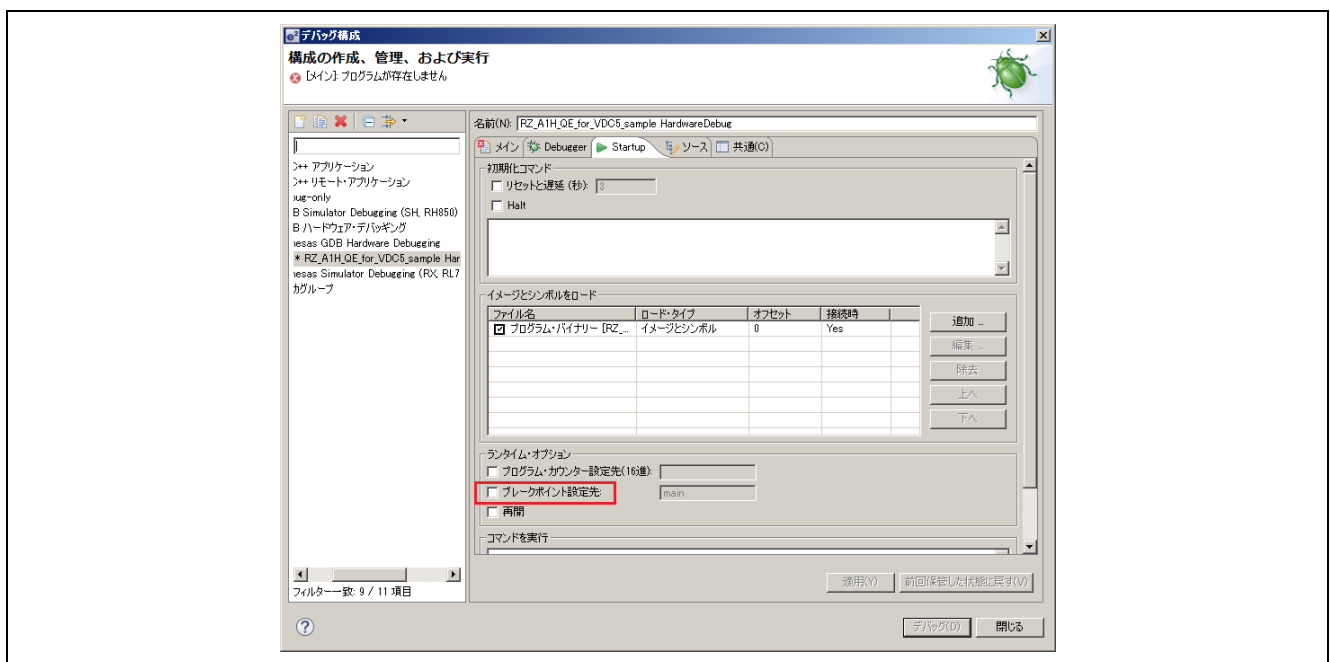 e² デバッグ構成
構成の作成、管理、および実行
[メイン]: プログラムが存在しません
名前(N): RZ_A1H_QE_for_VDC5_sample HardwareDebug
メイン Debugger Startup ソース 共通(C)
C++ アプリケーション
C++ リモート・アプリケーション
bug-only
B Simulator Debugging (SH, RH850)
B ハードウェア・デバッギング
nesas GDB Hardware Debugging
* RZ_A1H_QE_for_VDC5_sample Har
nesas Simulator Debugging (RX, RL7
カグループ
フィルター一致: 9 / 11 項目
初期化コマンド
リセットと遅延 (秒): 3
Halt
イメージとシンボルをロード
ファイル名 ロード・タイプ オフセット 接続時
プログラム・バイナリー [RZ_... イメージとシンボル 0 Yes
追加 ...
編集 ...
除去
上へ
下へ
ランタイム・オプション
プログラム・カウンター設定先(16進):
ブレークポイント設定先: main
再開
コマンドを実行
適用(Y) 前回保管した状態に戻す(V)
? デバッグ(D) 閉じる